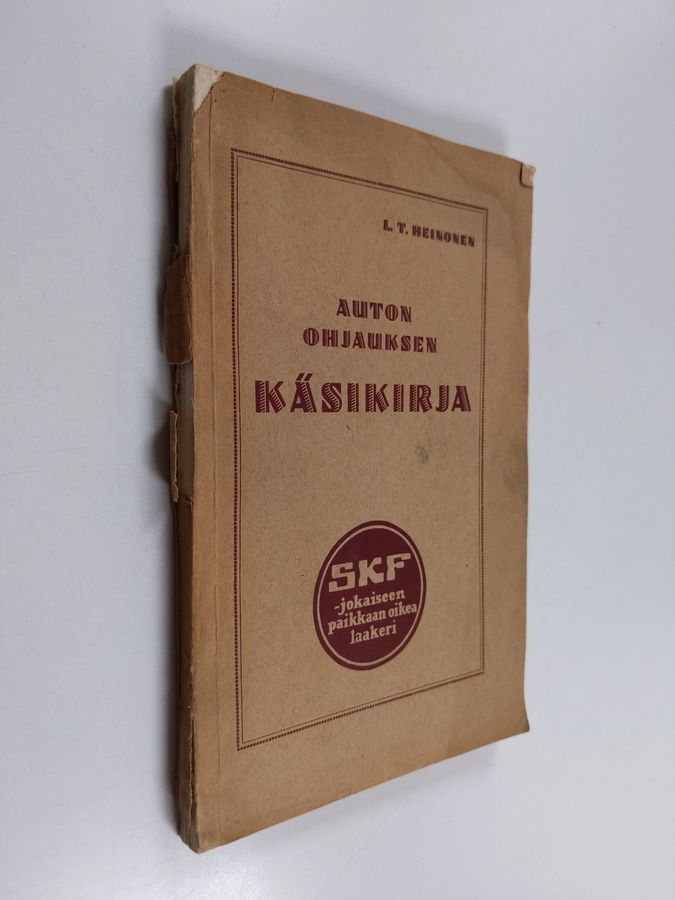 L. T. HEINONEN
AUTON
OHJAUKSEN
KÄSIKIRJA
SKF
-jokaiseen
paikkaan oikea
laakeri